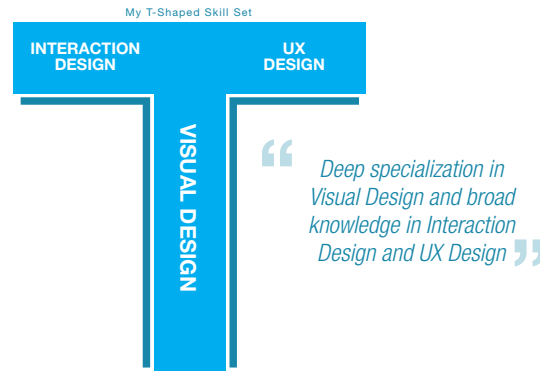 My T-Shaped Skill Set
INTERACTION
DESIGN
UX
DESIGN
VISUAL DESIGN
“
Deep specialization in
Visual Design and broad
knowledge in Interaction
Design and UX Design ”